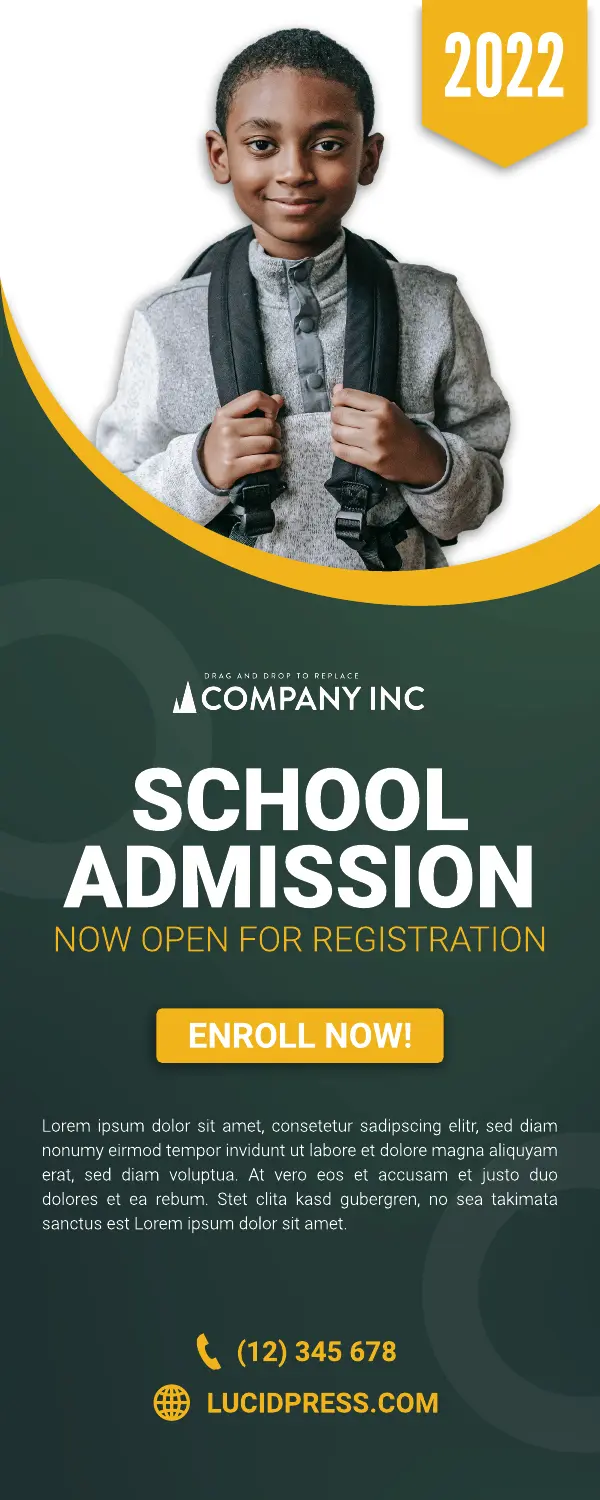 2022
DRAG AND DROP TO REPLACE
COMPANY INC
SCHOOL
ADMISSION
NOW OPEN FOR REGISTRATION
ENROLL NOW!
Lorem ipsum dolor sit amet, consetetur sadipscing elitr, sed diam
nonumy eirmod tempor invidunt ut labore et dolore magna aliquyam
erat, sed diam voluptua. At vero eos et accusam et justo duo
dolores et ea rebum. Stet clita kasd gubergren, no sea takimata
sanctus est Lorem ipsum dolor sit amet.
(12) 345 678
LUCIDPRESS.COM